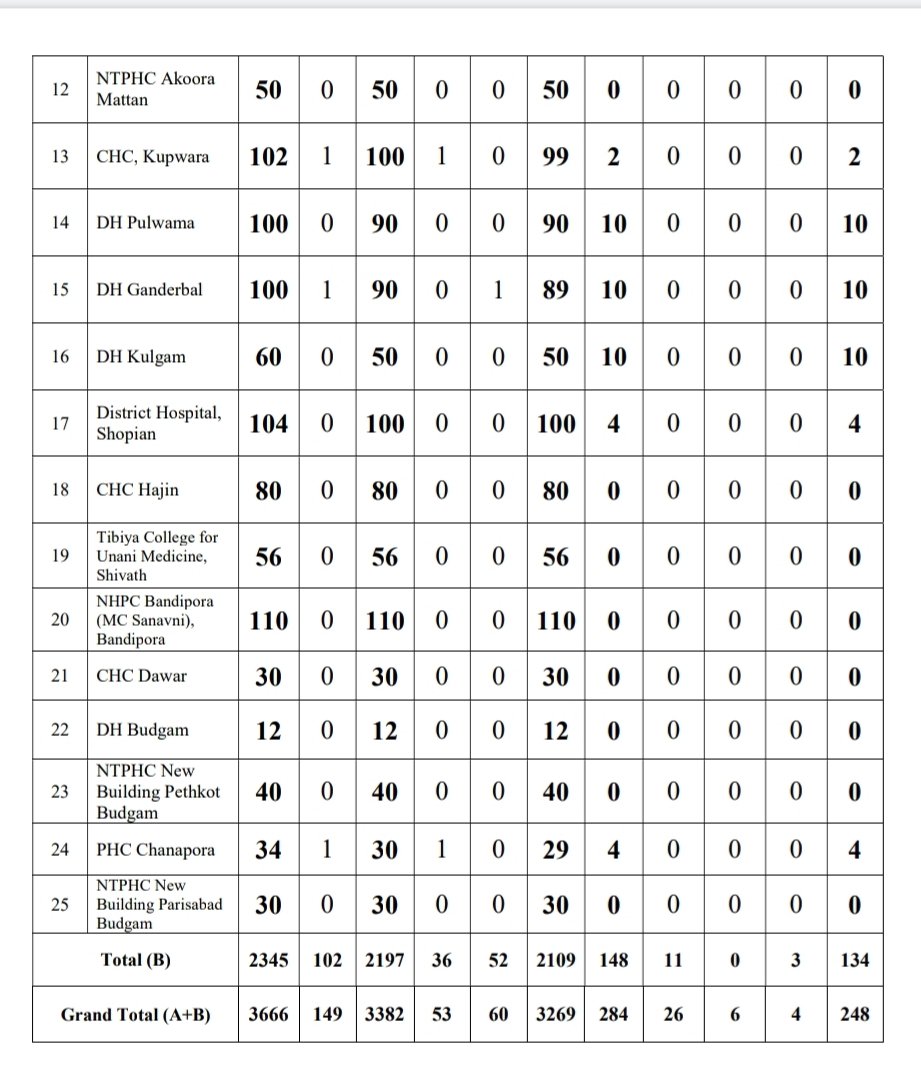 12 NTPHC Akoora Mattan 50 0 50 0 0 50 0 0 0 0 0
13 CHC, Kupwara 102 1 100 1 0 99 2 0 0 0 2
14 DH Pulwama 100 0 90 0 0 90 10 0 0 0 10
15 DH Ganderbal 100 1 90 0 1 89 10 0 0 0 10
16 DH Kulgam 60 0 50 0 0 50 10 0 0 0 10
17 District Hospital, Shopian 104 0 100 0 0 100 4 0 0 0 4
18 CHC Hajin 80 0 80 0 0 80 0 0 0 0 0
19 Tibiya College for Unani Medicine, Shivath 56 0 56 0 0 56 0 0 0 0 0
20 NHPC Bandipora (MC Sanavni), Bandipora 110 0 110 0 0 110 0 0 0 0 0
21 CHC Dawar 30 0 30 0 0 30 0 0 0 0 0
22 DH Budgam 12 0 12 0 0 12 0 0 0 0 0
23 NTPHC New Building Pethkot Budgam 40 0 40 0 0 40 0 0 0 0 0
24 PHC Chanapora 34 1 30 1 0 29 4 0 0 0 4
25 NTPHC New Building Parisabad Budgam 30 0 30 0 0 30 0 0 0 0 0
Total (B) 2345 102 2197 36 52 2109 148 11 0 3 134
Grand Total (A+B) 3666 149 3382 53 60 3269 284 26 6 4 248